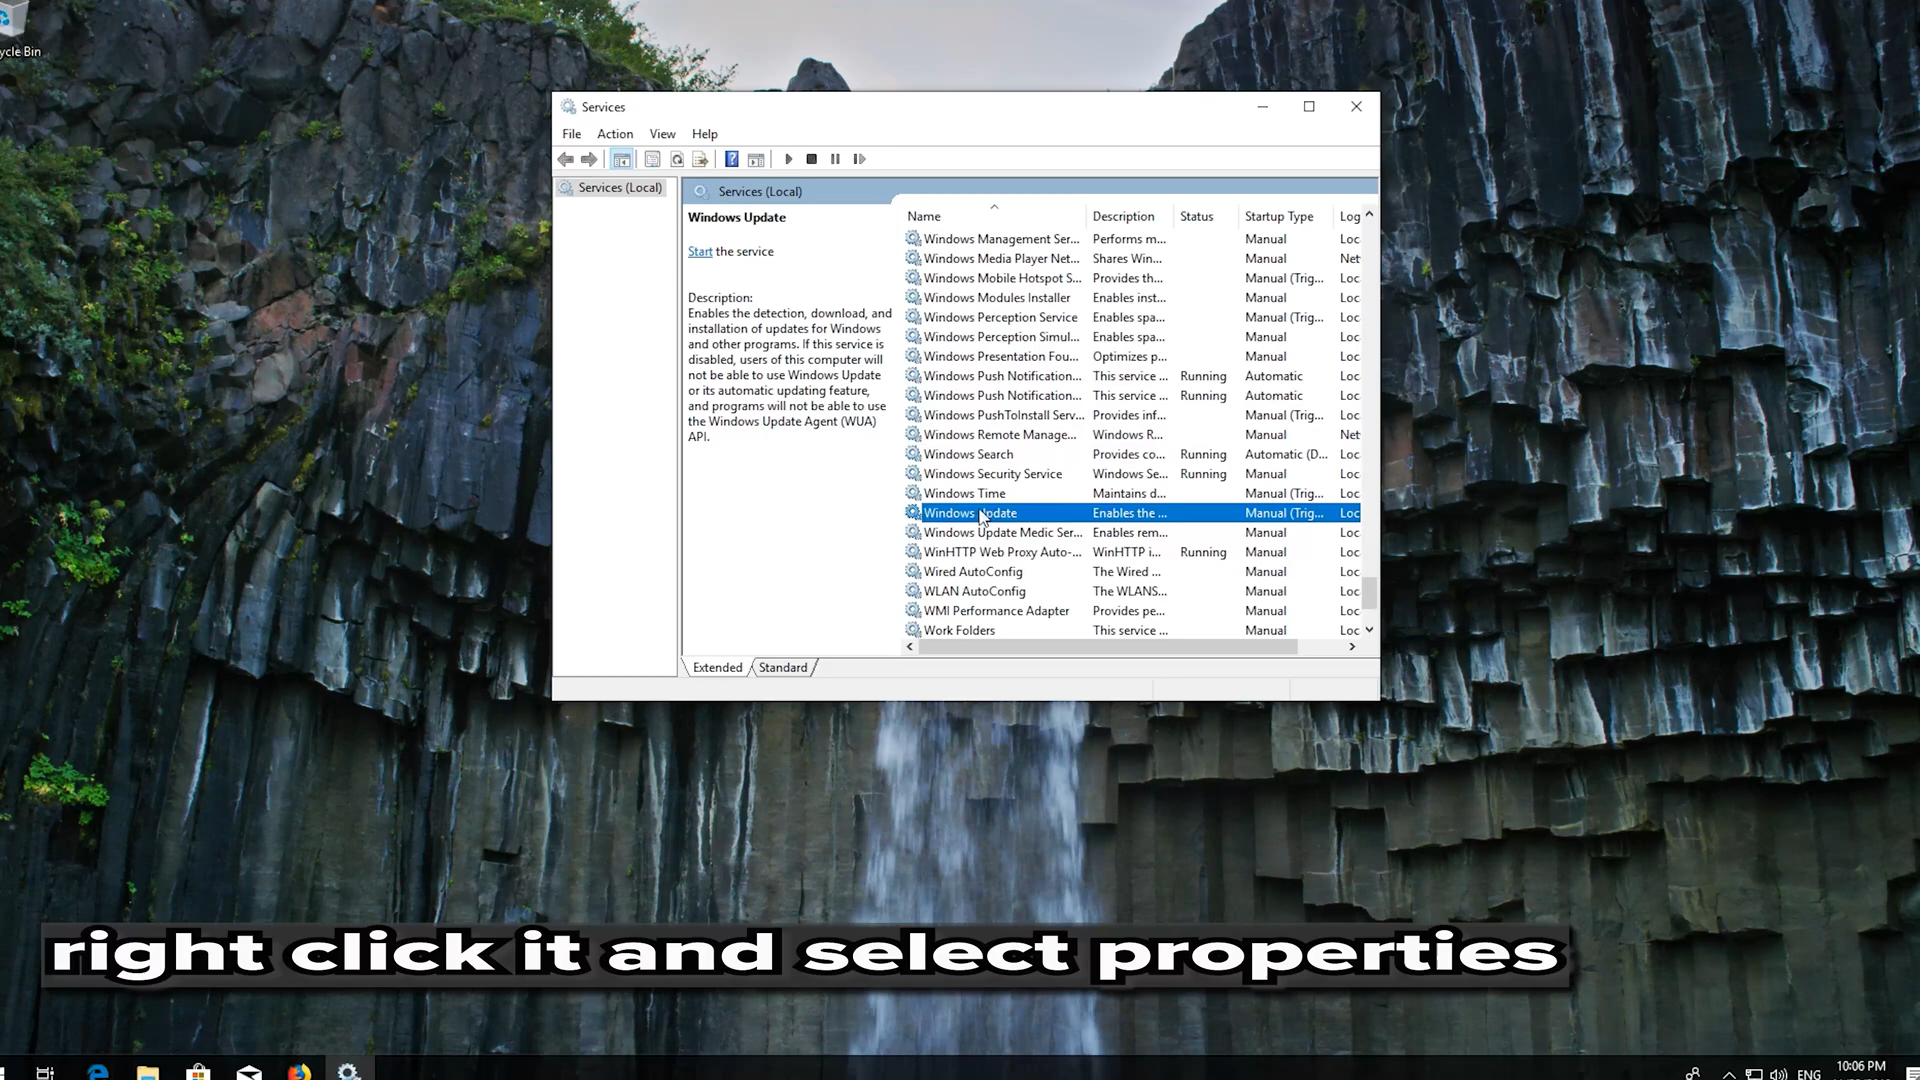 ycle Bin
Services
File Action View Help
Services (Local)
Services (Local)
Windows Update
Start the service
Description:
Enables the detection, download, and
installation of updates for Windows
and other programs. If this service is
disabled, users of this computer will
not be able to use Windows Update
or its automatic updating feature,
and programs will not be able to use
the Windows Update Agent (WUA)
API.
Name Description Status Startup Type Log
Windows Management Ser... Performs m... Manual Loc
Windows Media Player Net... Shares Win... Manual Net
Windows Mobile Hotspot S... Provides th... Manual (Trig... Loc
Windows Modules Installer Enables inst... Manual Loc
Windows Perception Service Enables spa... Manual (Trig... Loc
Windows Perception Simul... Enables spa... Manual Loc
Windows Presentation Fou... Optimizes p... Manual Loc
Windows Push Notification... This service ... Running Automatic Loc
Windows Push Notification... This service ... Running Automatic Loc
Windows PushToInstall Serv... Provides inf... Manual (Trig... Loc
Windows Remote Manage... Windows R... Manual Net
Windows Search Provides co... Running Automatic (D... Loc
Windows Security Service Windows Se... Running Manual Loc
Windows Time Maintains d... Manual (Trig... Loc
Windows Update Enables the ... Manual (Trig... Loc
Windows Update Medic Ser... Enables rem... Manual Loc
WinHTTP Web Proxy Auto-... WinHTTP i... Running Manual Loc
Wired AutoConfig The Wired ... Manual Loc
WLAN AutoConfig The WLANS... Manual Loc
WMI Performance Adapter Provides pe... Manual Loc
Work Folders This service ... Manual Loc
Extended Standard
right click it and select properties
ENG 10:06 PM